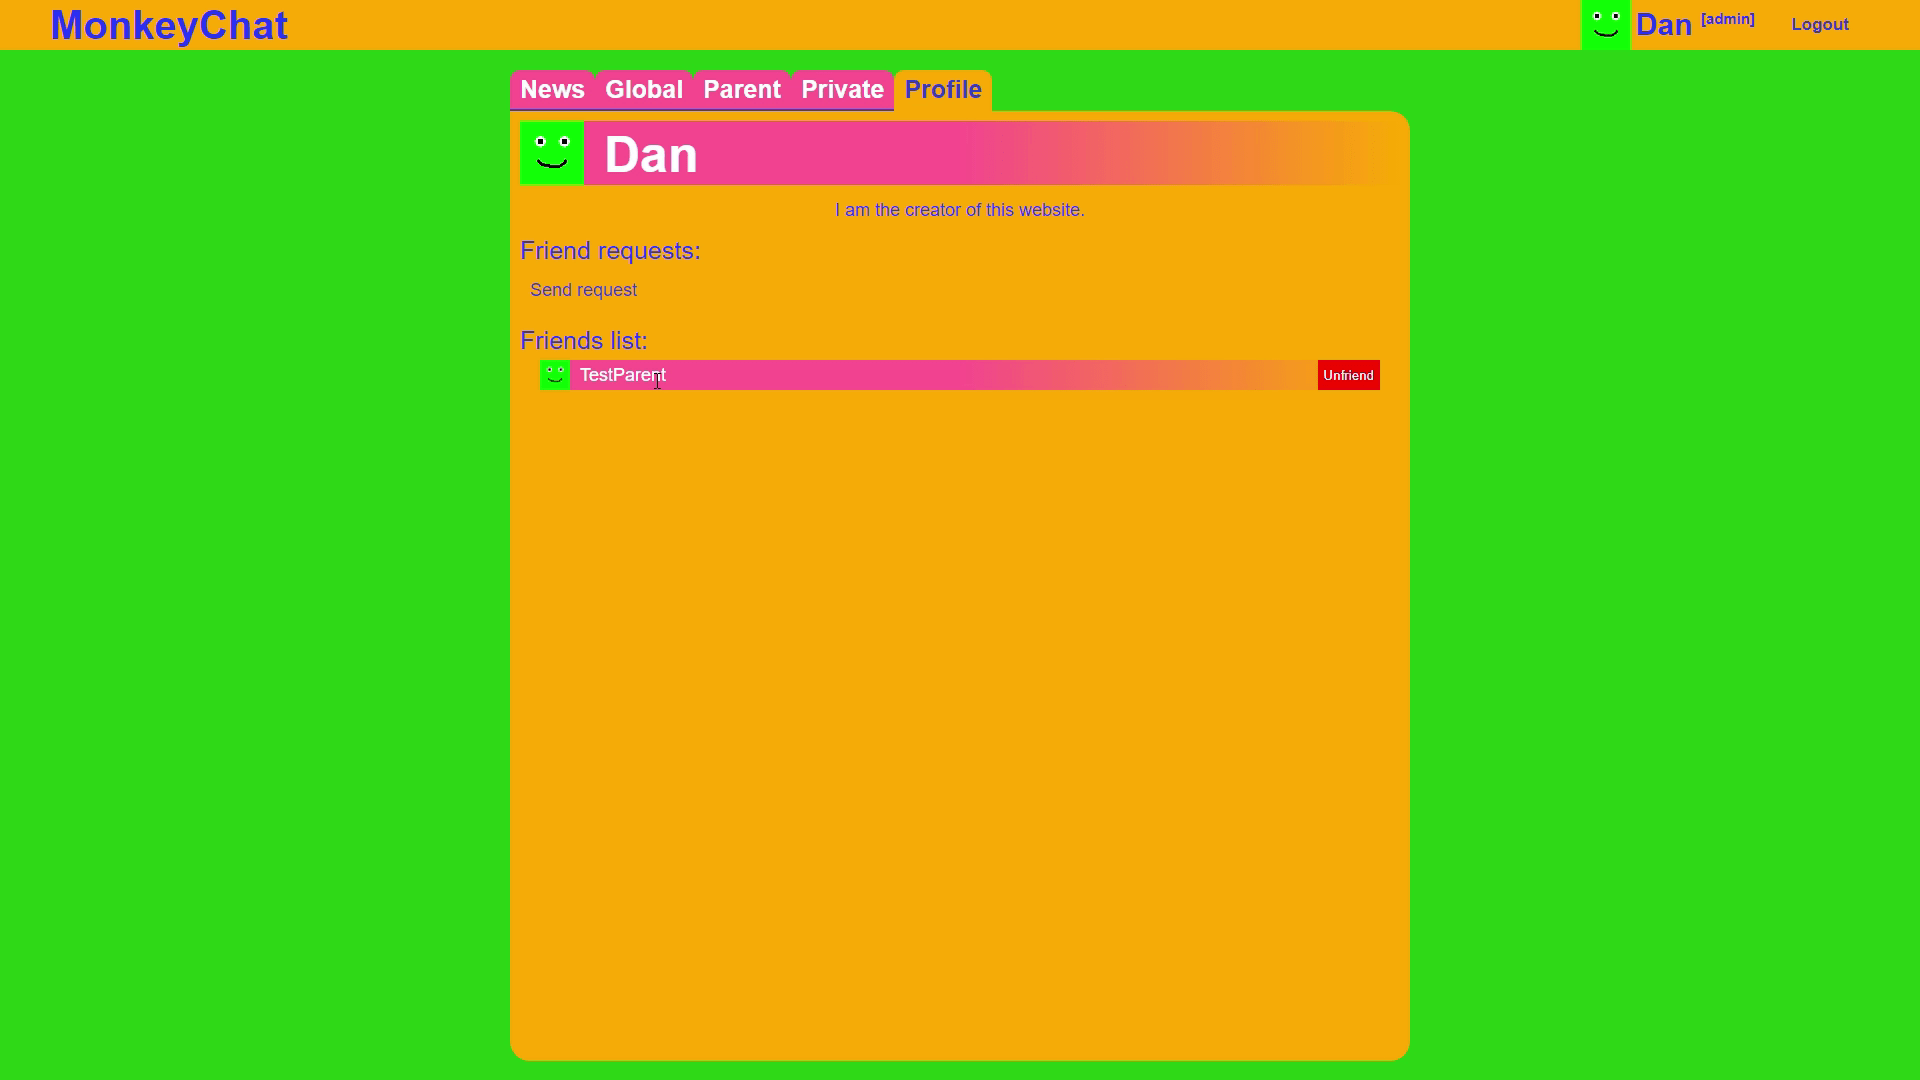 MonkeyChat
Dan [admin] Logout
News Global Parent Private Profile
Dan
I am the creator of this website.
Friend requests:
Send request
Friends list:
TestParent Unfriend